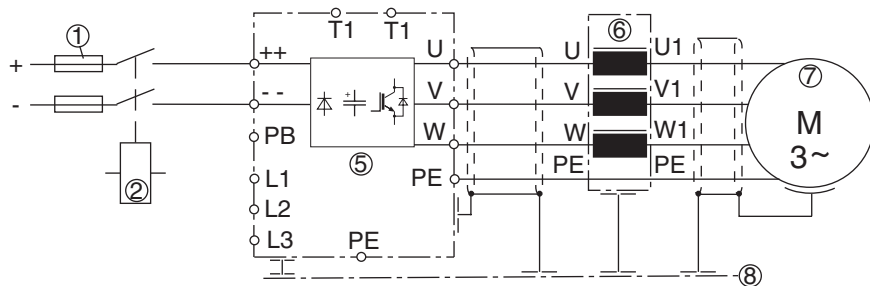 T1 T1
① ⑥
++ U U U1 ⑦
+
-- V V V1
- M
W W W1 3~
PB ⑤
② L1 PE PE PE
L2
L3 PE
⑧